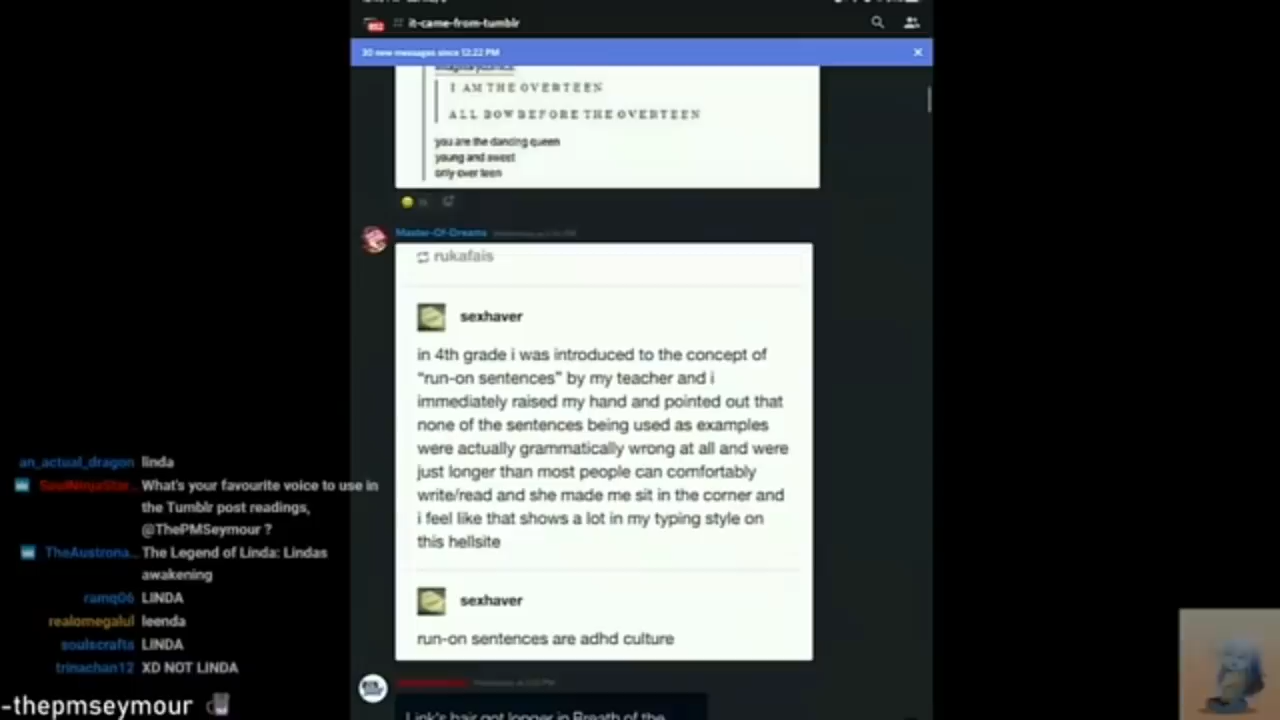 # it-came-from-tumblr
30 new messages since 12:22 PM
I AM THE OVERTEEN
ALL BOW BEFORE THE OVERTEEN
you are the dancing queen
young and sweet
only over teen
Master-Of-Dreams
rukafais
sexhaver
in 4th grade i was introduced to the concept of
"run-on sentences" by my teacher and i
immediately raised my hand and pointed out that
none of the sentences being used as examples
were actually grammatically wrong at all and were
just longer than most people can comfortably
write/read and she made me sit in the corner and
i feel like that shows a lot in my typing style on
this hellsite
sexhaver
run-on sentences are adhd culture
Link's hair got longer in Breath of the
an_actual_dragon linda
SoulNinjaStar.. What's your favourite voice to use in
the Tumblr post readings,
@ThePMSeymour ?
TheAustrona.. The Legend of Linda: Lindas
awakening
ramq06 LINDA
realomegalul leenda
soulscrafts LINDA
trinachan12 XD NOT LINDA
-thepmseymour